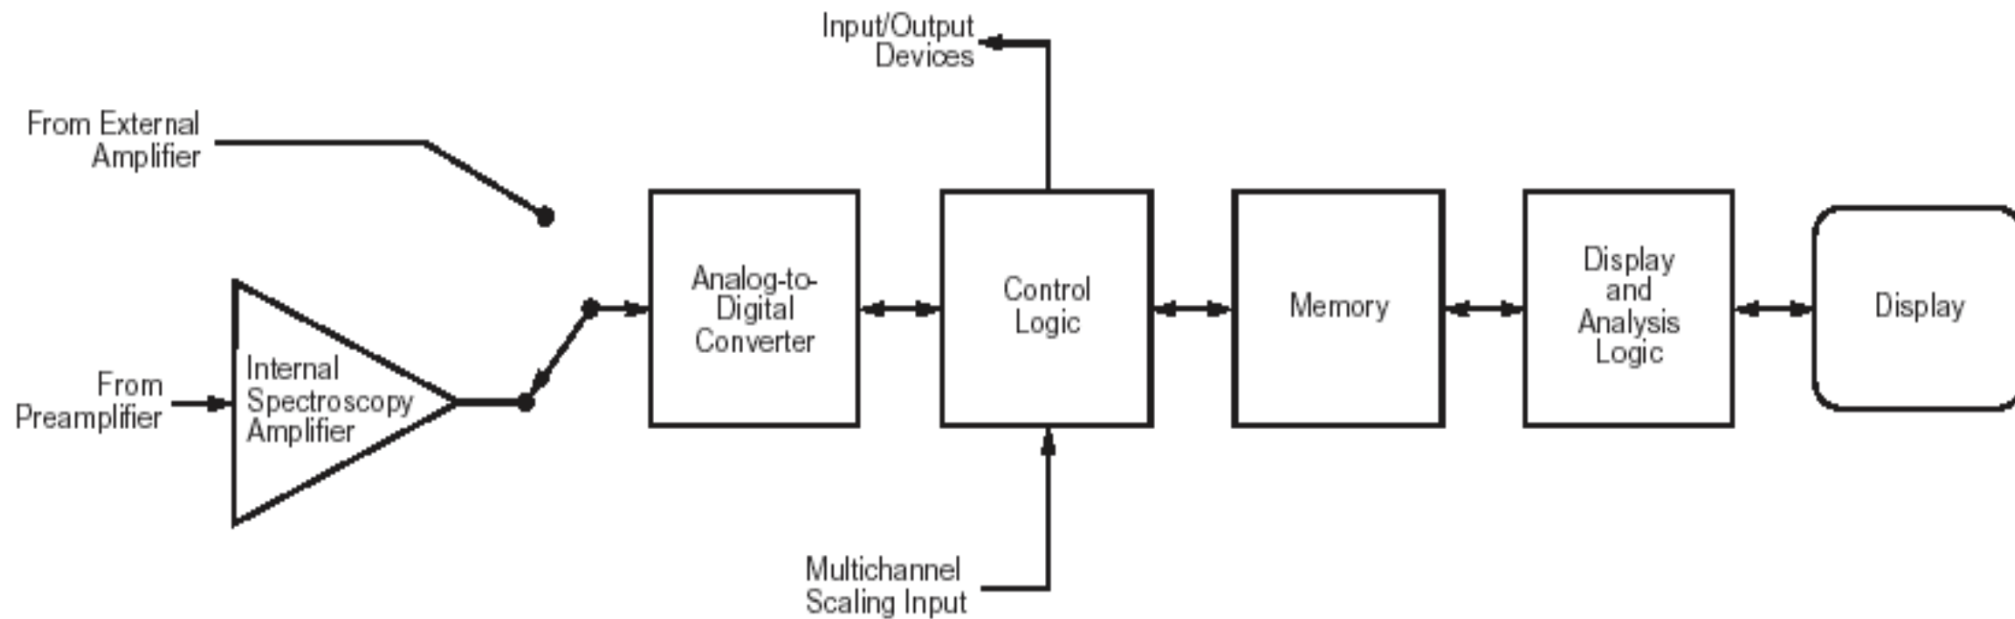 Input/Output
Devices
From External
Amplifier
Analog-to-
Digital
Converter
Control
Logic
Memory
Display
and
Analysis
Logic
Display
Internal
Spectroscopy
Amplifier
From
Preamplifier
Multichannel
Scaling Input